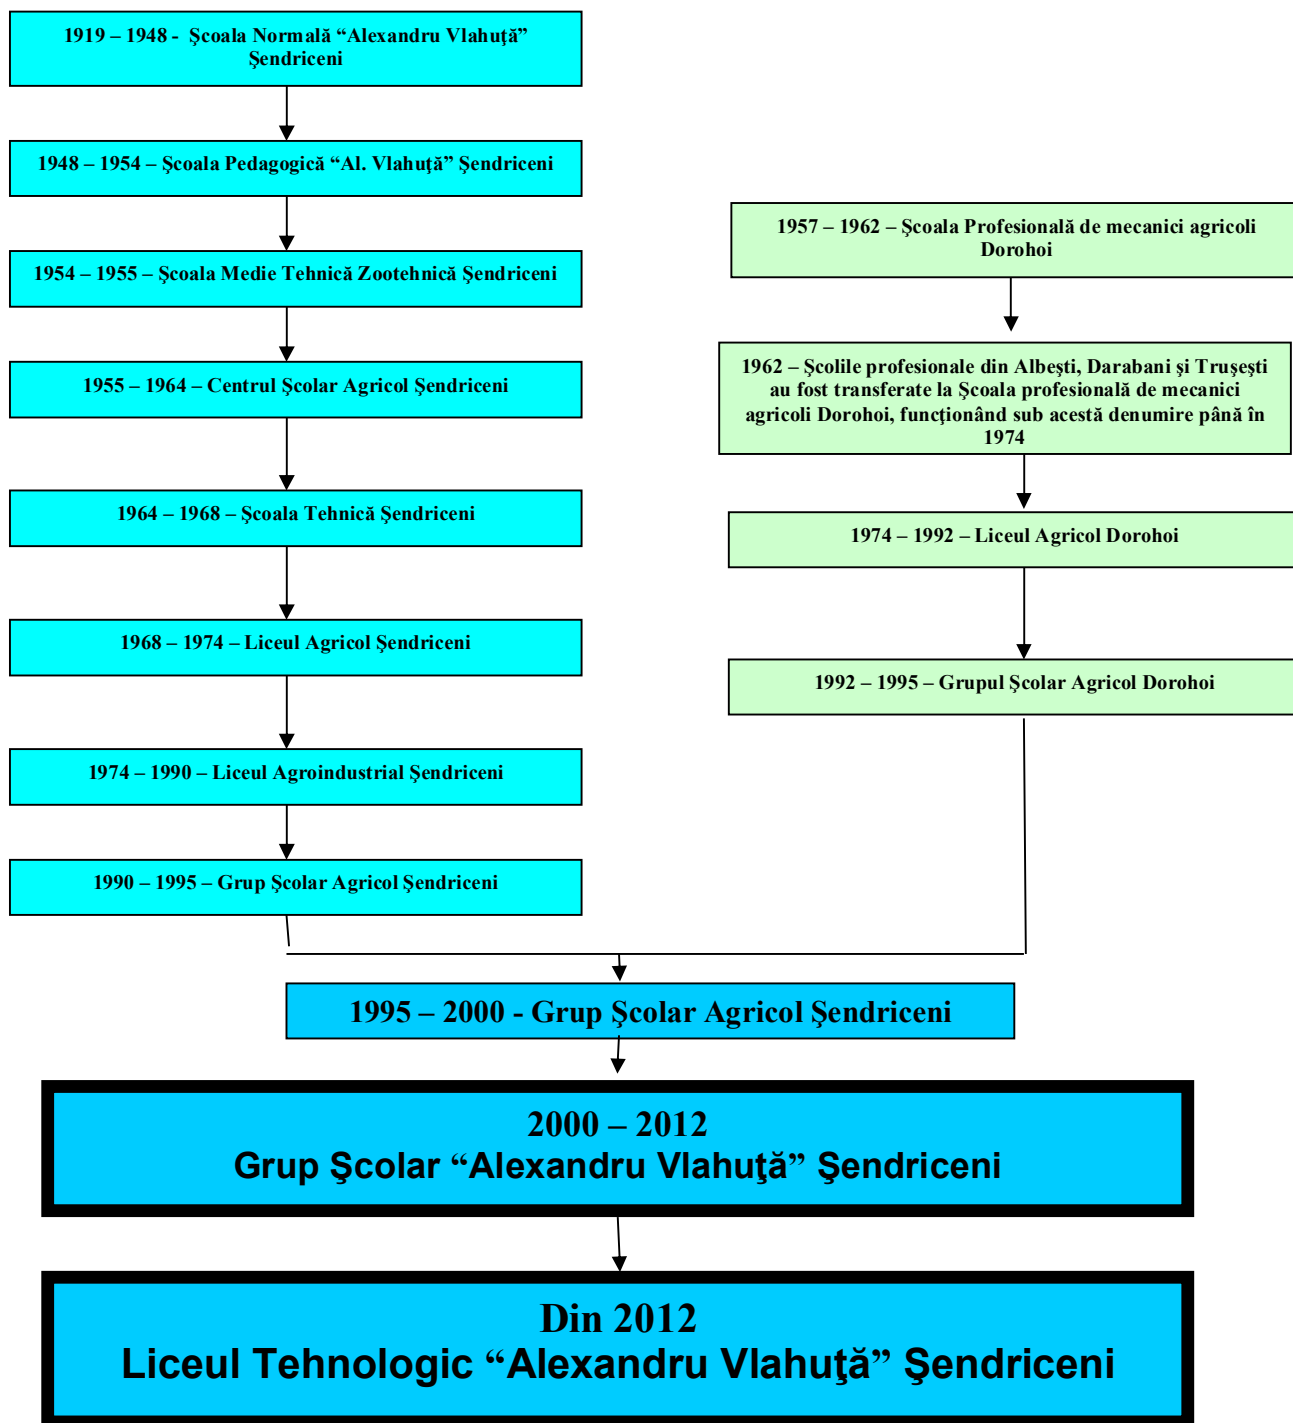 1919 – 1948 -  Şcoala Normală “Alexandru Vlahuţă”
Şendriceni
1948 – 1954 – Şcoala Pedagogică “Al. Vlahuţă” Şendriceni
1954 – 1955 – Şcoala Medie Tehnică Zootehnică Şendriceni
1955 – 1964 – Centrul Şcolar Agricol Şendriceni
1964 – 1968 – Şcoala Tehnică Şendriceni
1968 – 1974 – Liceul Agricol Şendriceni
1974 – 1990 – Liceul Agroindustrial Şendriceni
1990 – 1995 – Grup Şcolar Agricol Şendriceni
1957 – 1962 – Şcoala Profesională de mecanici agricoli
Dorohoi
1962 – Şcolile profesionale din Albeşti, Darabani şi Truşeşti
au fost transferate la Şcoala profesională de mecanici
agricoli Dorohoi, funcţionând sub acestă denumire până în
1974
1974 – 1992 – Liceul Agricol Dorohoi
1992 – 1995 – Grupul Şcolar Agricol Dorohoi
1995 – 2000 - Grup Şcolar Agricol Şendriceni
2000 – 2012
Grup Şcolar “Alexandru Vlahuţă” Şendriceni
Din 2012
Liceul Tehnologic “Alexandru Vlahuţă” Şendriceni